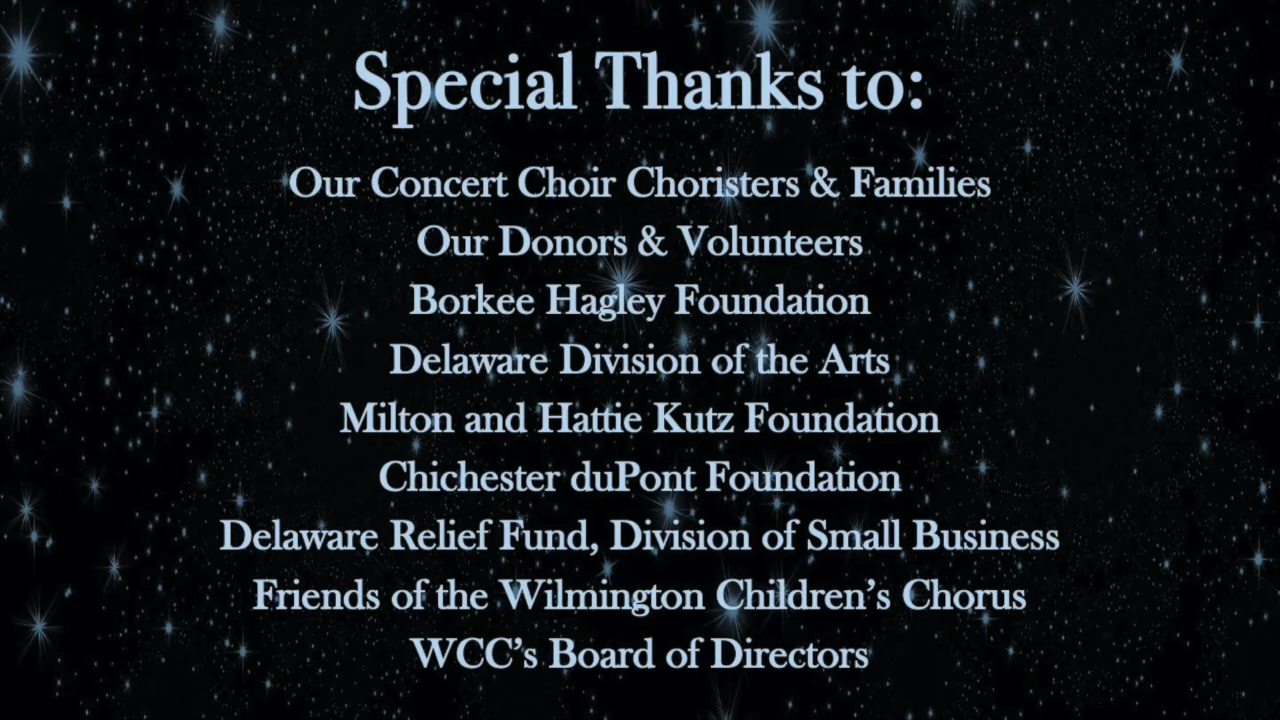 Special Thanks to:
Our Concert Choir Choristers & Families
Our Donors & Volunteers
Borkee Hagley Foundation
Delaware Division of the Arts
Milton and Hattie Kutz Foundation
Chichester duPont Foundation
Delaware Relief Fund, Division of Small Business
Friends of the Wilmington Children’s Chorus
WCC’s Board of Directors